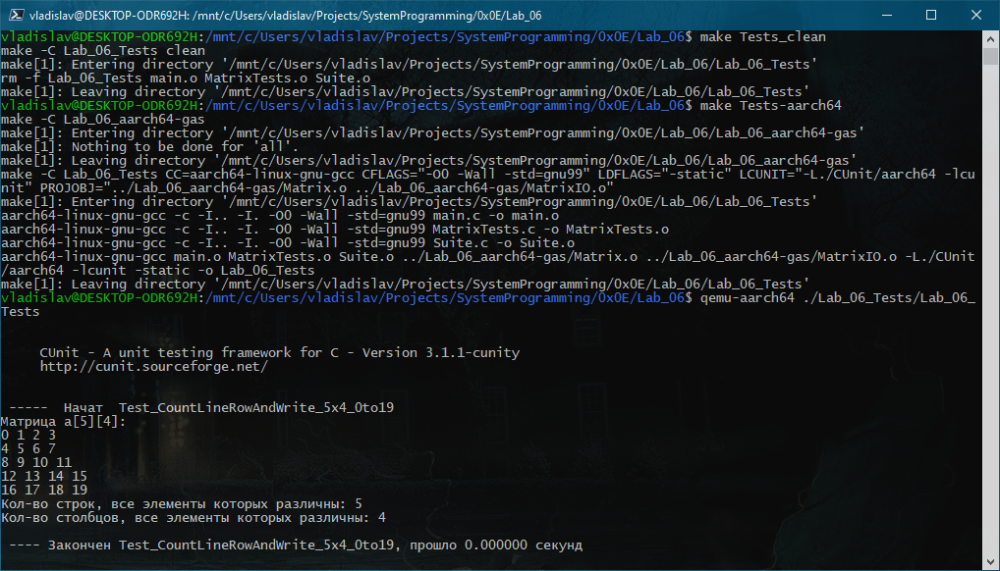 vladislav@DESKTOP-ODR692H: /mnt/c/Users/vladislav/Projects/SystemProgramming/0x0E/Lab_06
vladislav@DESKTOP-ODR692H:/mnt/c/Users/vladislav/Projects/SystemProgramming/0x0E/Lab_06$ make Tests_clean
make -C Lab_06_Tests clean
make[1]: Entering directory '/mnt/c/Users/vladislav/Projects/SystemProgramming/0x0E/Lab_06/Lab_06_Tests'
rm -f Lab_06_Tests main.o MatrixTests.o Suite.o
make[1]: Leaving directory '/mnt/c/Users/vladislav/Projects/SystemProgramming/0x0E/Lab_06/Lab_06_Tests'
vladislav@DESKTOP-ODR692H:/mnt/c/Users/vladislav/Projects/SystemProgramming/0x0E/Lab_06$ make Tests-aarch64
make -C Lab_06_aarch64-gas
make[1]: Entering directory '/mnt/c/Users/vladislav/Projects/SystemProgramming/0x0E/Lab_06/Lab_06_aarch64-gas'
make[1]: Nothing to be done for 'all'.
make[1]: Leaving directory '/mnt/c/Users/vladislav/Projects/SystemProgramming/0x0E/Lab_06/Lab_06_aarch64-gas'
make -C Lab_06_Tests CC=aarch64-linux-gnu-gcc CFLAGS="-O0 -Wall -std=gnu99" LDFLAGS="-static" LCUNIT="-L./CUnit/aarch64 -lcu
nit" PROJOBJ="../Lab_06_aarch64-gas/Matrix.o ../Lab_06_aarch64-gas/MatrixIO.o"
make[1]: Entering directory '/mnt/c/Users/vladislav/Projects/SystemProgramming/0x0E/Lab_06/Lab_06_Tests'
aarch64-linux-gnu-gcc -c -I.. -I. -O0 -Wall -std=gnu99 main.c -o main.o
aarch64-linux-gnu-gcc -c -I.. -I. -O0 -Wall -std=gnu99 MatrixTests.c -o MatrixTests.o
aarch64-linux-gnu-gcc -c -I.. -I. -O0 -Wall -std=gnu99 Suite.c -o Suite.o
aarch64-linux-gnu-gcc main.o MatrixTests.o Suite.o ../Lab_06_aarch64-gas/Matrix.o ../Lab_06_aarch64-gas/MatrixIO.o -L./CUnit
/aarch64 -lcunit -static -o Lab_06_Tests
make[1]: Leaving directory '/mnt/c/Users/vladislav/Projects/SystemProgramming/0x0E/Lab_06/Lab_06_Tests'
vladislav@DESKTOP-ODR692H:/mnt/c/Users/vladislav/Projects/SystemProgramming/0x0E/Lab_06$ qemu-aarch64 ./Lab_06_Tests/Lab_06_
Tests
CUnit - A unit testing framework for C - Version 3.1.1-cunity
http://cunit.sourceforge.net/
----- Начат Test_CountLineRowAndWrite_5x4_0to19
Матрица a[5][4]:
0 1 2 3
4 5 6 7
8 9 10 11
12 13 14 15
16 17 18 19
Кол-во строк, все элементы которых различны: 5
Кол-во столбцов, все элементы которых различны: 4
---- Закончен Test_CountLineRowAndWrite_5x4_0to19, прошло 0.000000 секунд